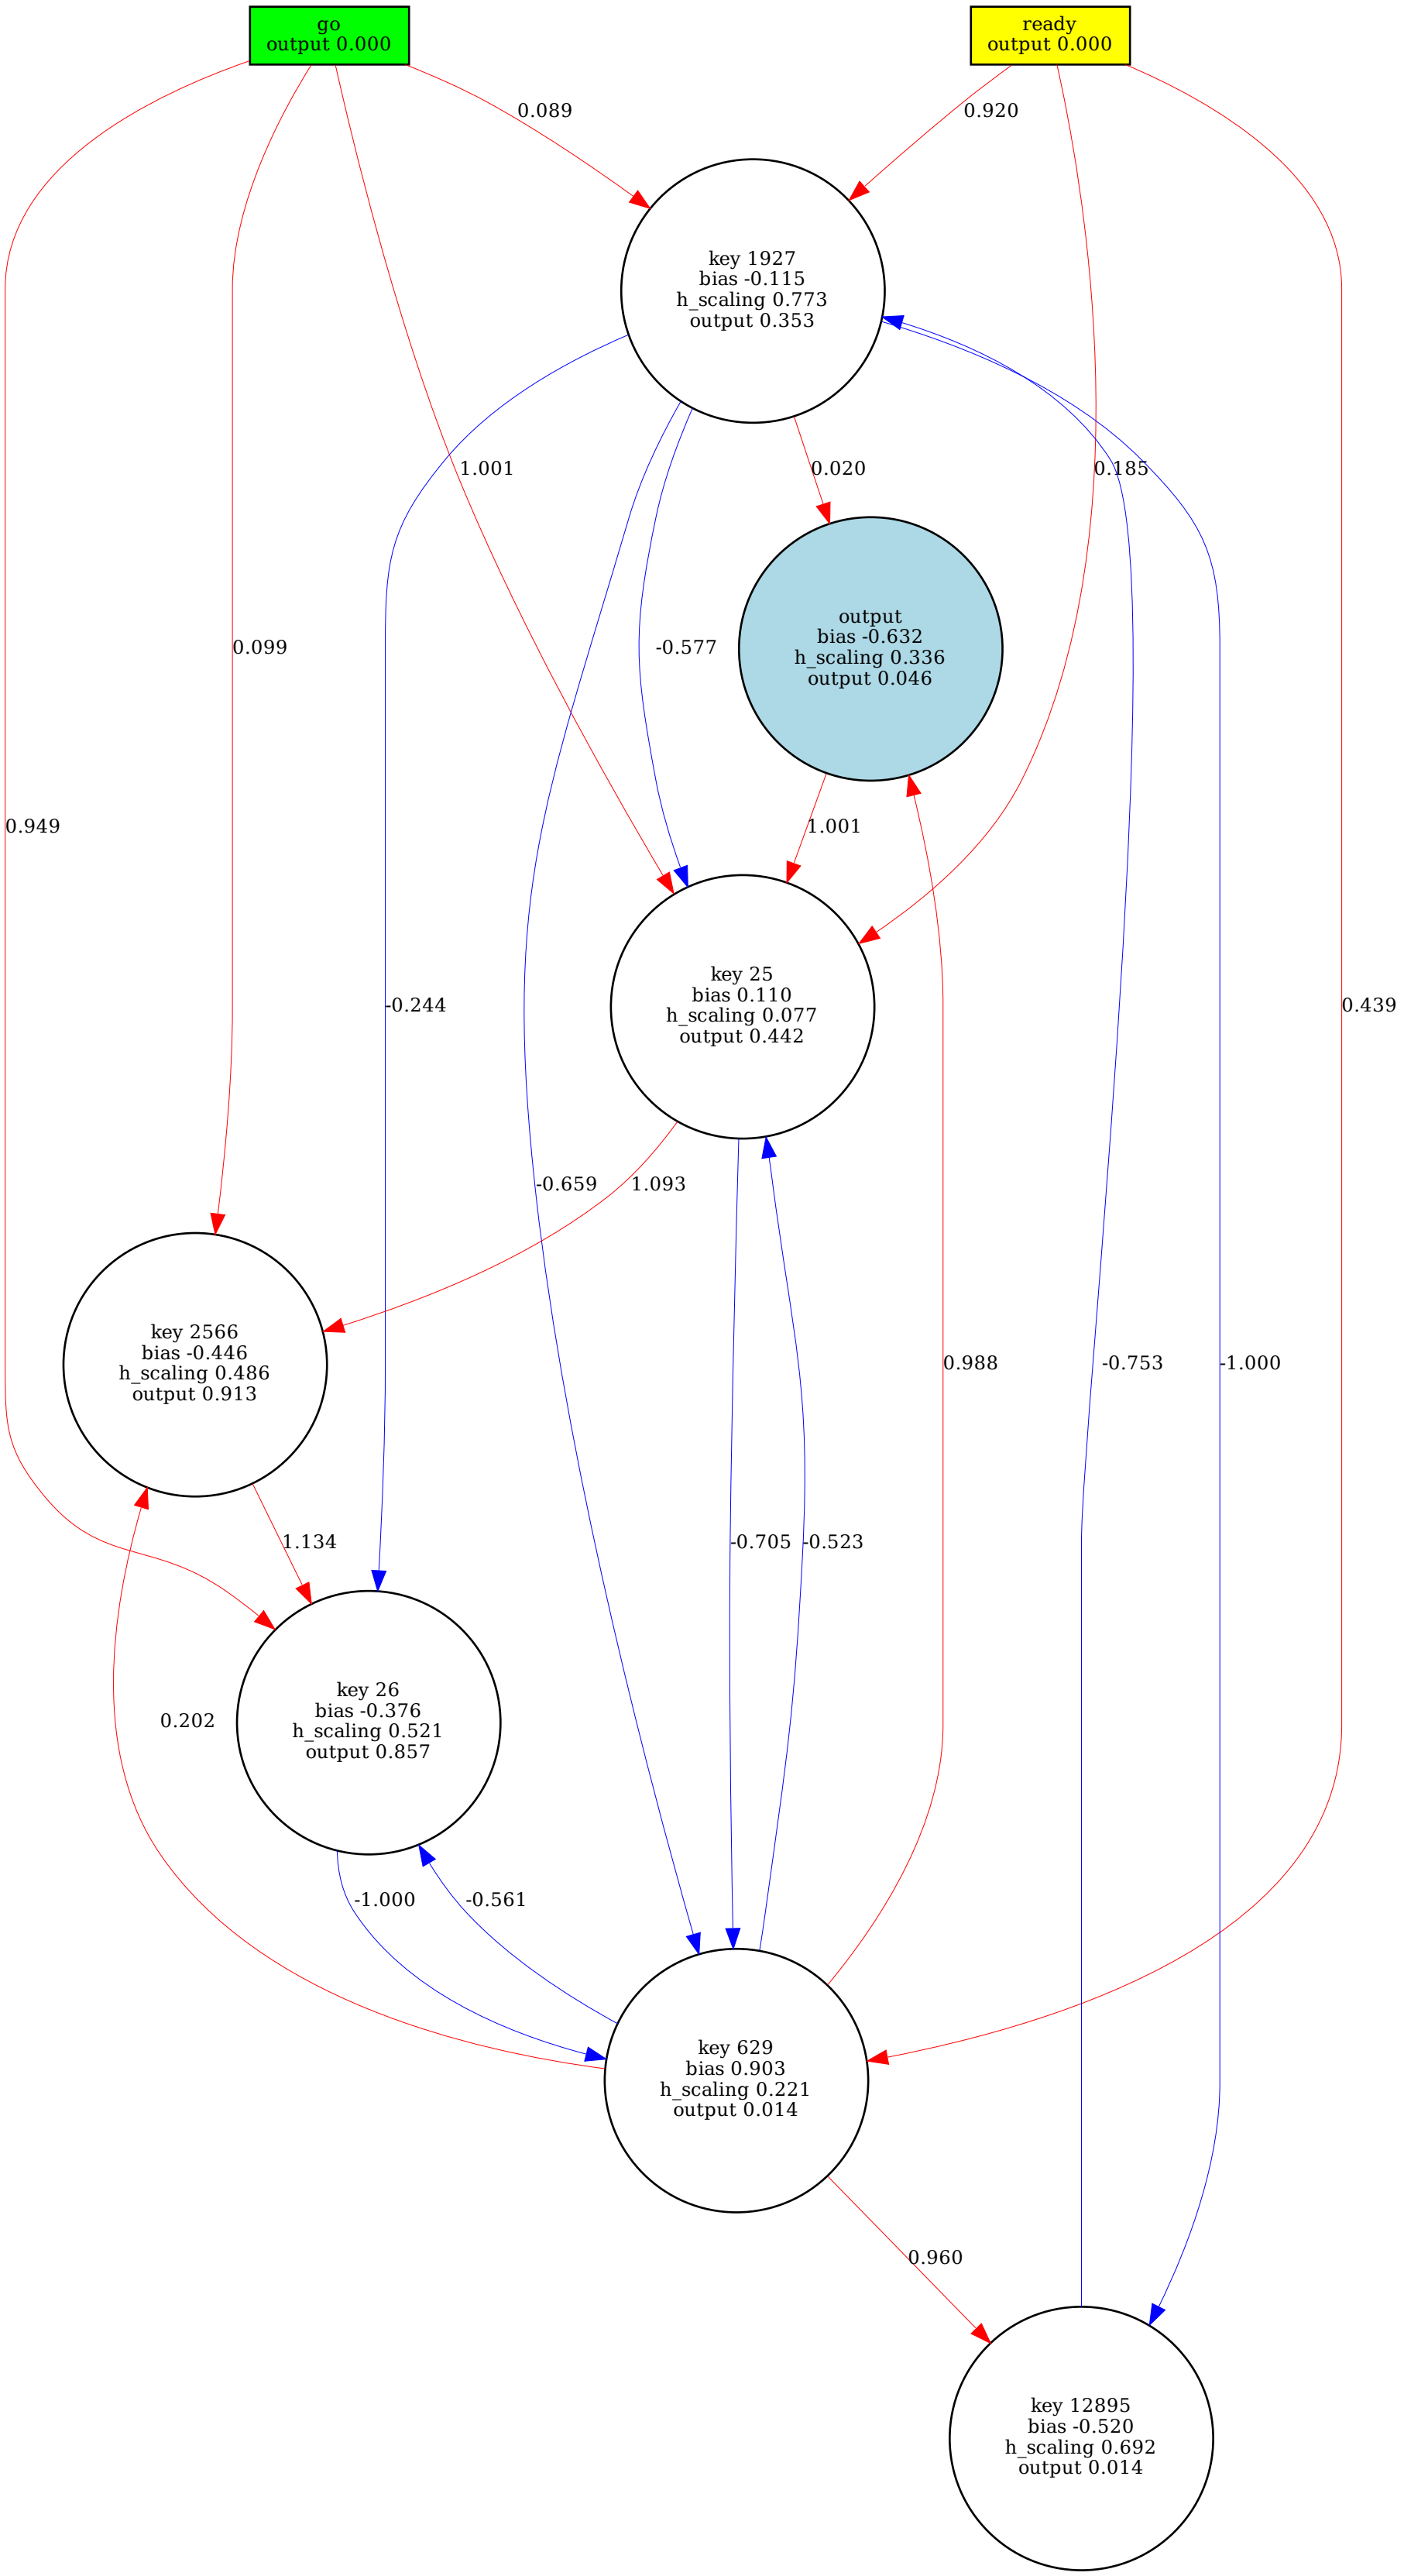 go
output 0.000
ready
output 0.000
0.089
0.920
key 1927
bias -0.115
h_scaling 0.773
output 0.353
1.001
0.020
0.185
0.099
-0.577
output
bias -0.632
h_scaling 0.336
output 0.046
0.949
1.001
-0.244
key 25
bias 0.110
h_scaling 0.077
output 0.442
0.439
-0.659
1.093
key 2566
bias -0.446
h_scaling 0.486
output 0.913
0.988
-0.753
-1.000
1.134
-0.705
-0.523
0.202
key 26
bias -0.376
h_scaling 0.521
output 0.857
-1.000
-0.561
key 629
bias 0.903
h_scaling 0.221
output 0.014
0.960
key 12895
bias -0.520
h_scaling 0.692
output 0.014